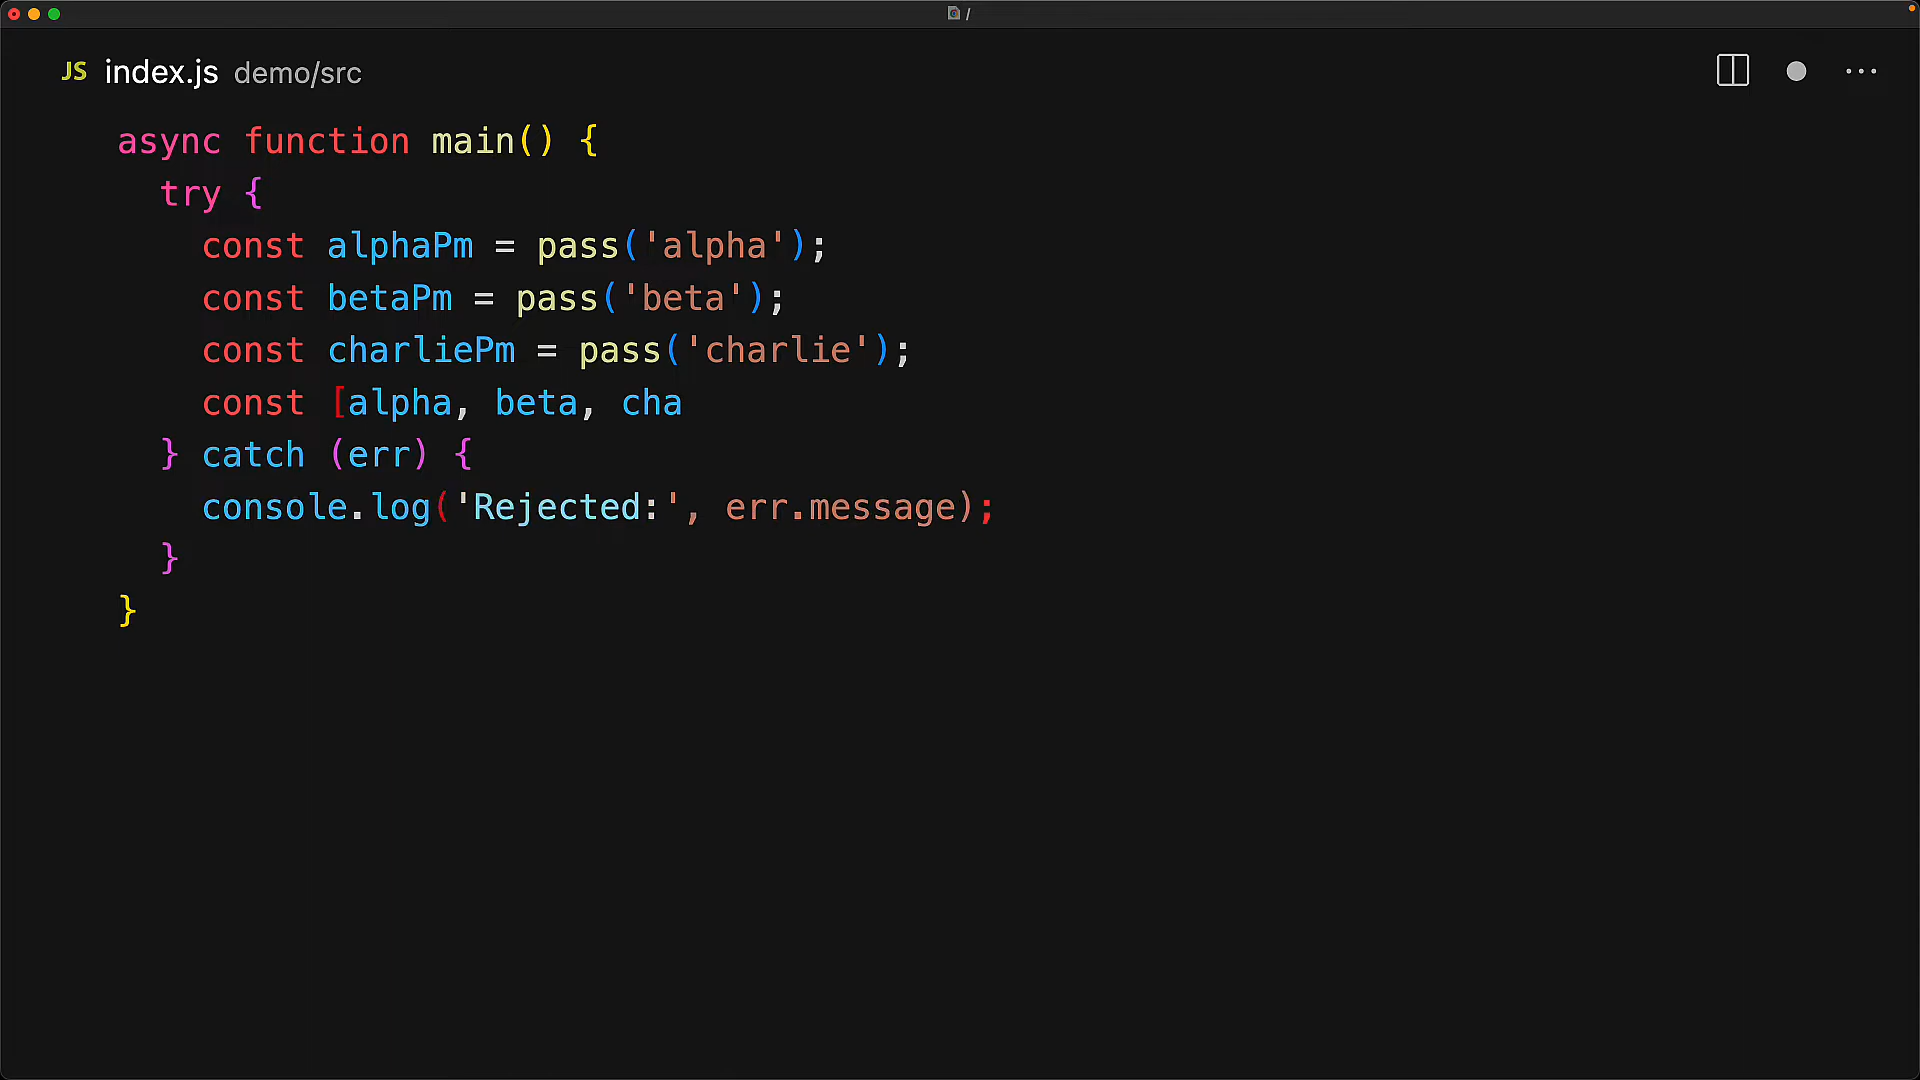 /
JS index.js demo/src
async function main() {
try {
const alphaPm = pass('alpha');
const betaPm = pass('beta');
const charliePm = pass('charlie');
const [alpha, beta, cha
} catch (err) {
console.log('Rejected:', err.message);
}
}